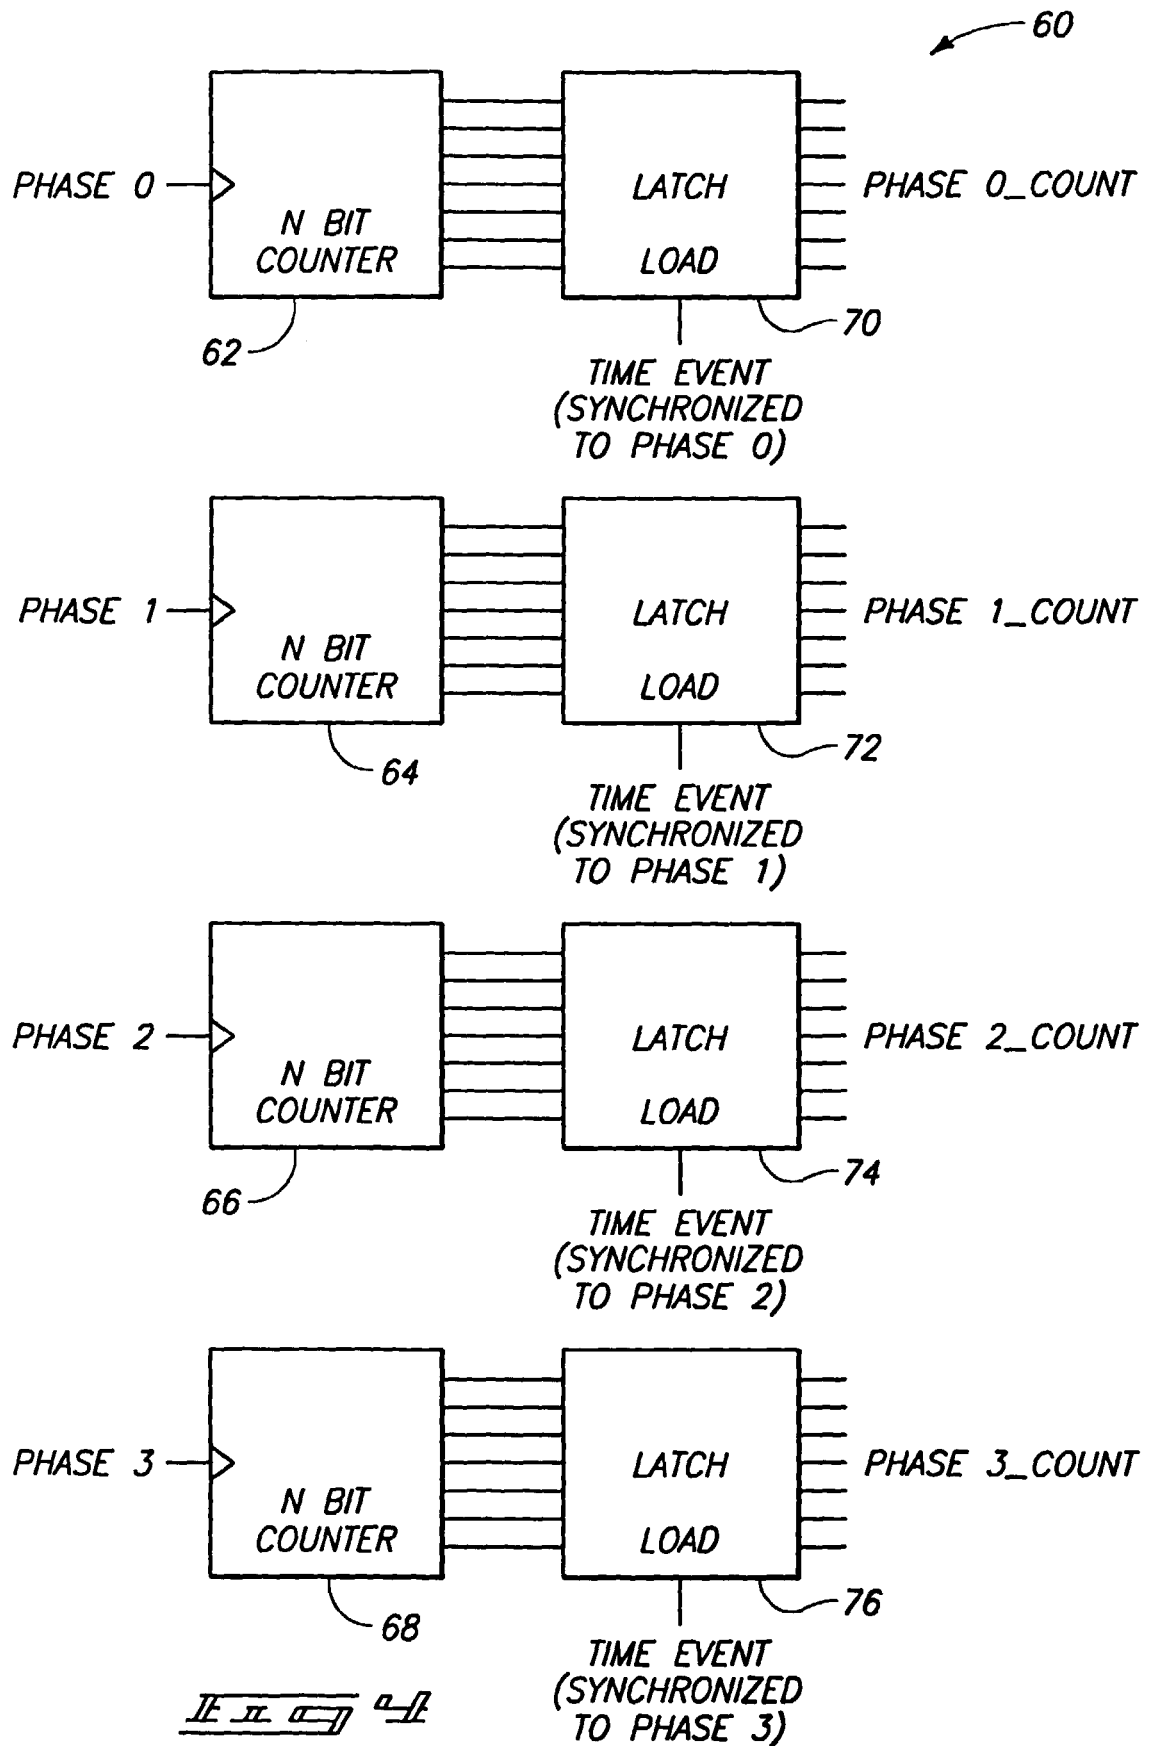 60
PHASE 0
N BIT
COUNTER
62
LATCH
LOAD
70
PHASE 0_COUNT
TIME EVENT
(SYNCHRONIZED
TO PHASE 0)
PHASE 1
N BIT
COUNTER
64
LATCH
LOAD
72
PHASE 1_COUNT
TIME EVENT
(SYNCHRONIZED
TO PHASE 1)
PHASE 2
N BIT
COUNTER
66
LATCH
LOAD
74
PHASE 2_COUNT
TIME EVENT
(SYNCHRONIZED
TO PHASE 2)
PHASE 3
N BIT
COUNTER
68
LATCH
LOAD
76
PHASE 3_COUNT
TIME EVENT
(SYNCHRONIZED
TO PHASE 3)
FIG 4